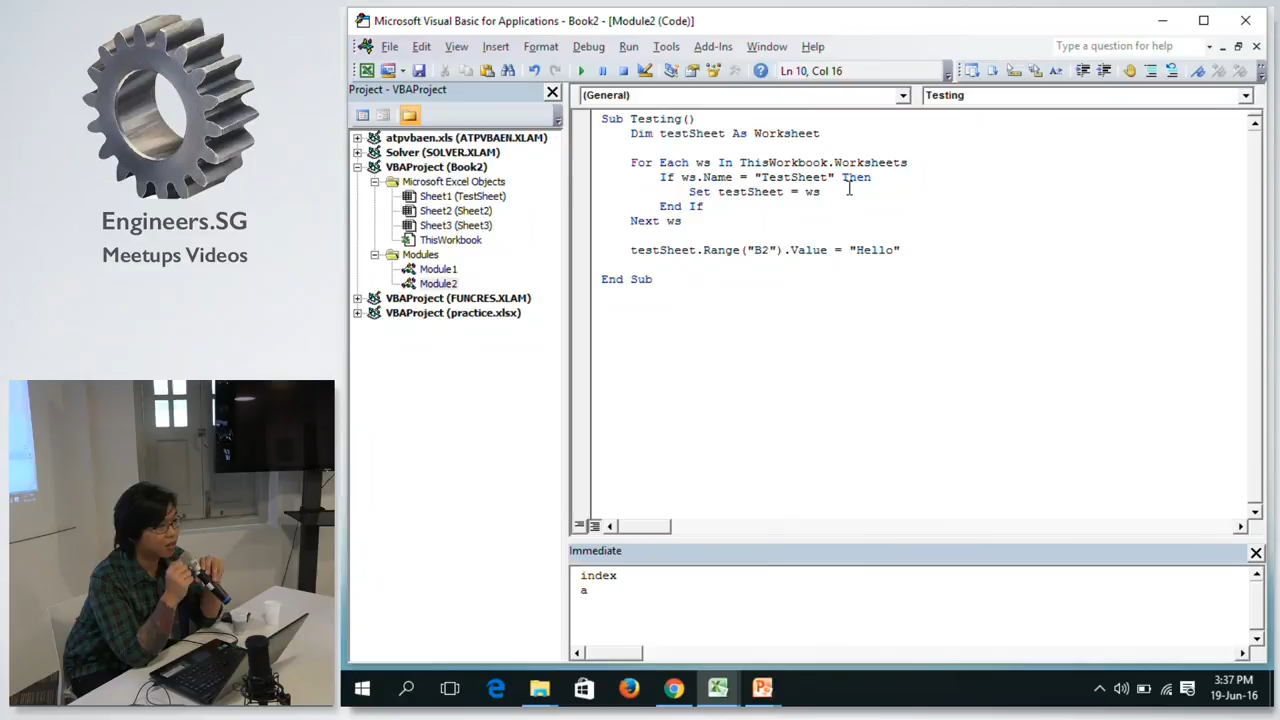 Engineers.SG
Meetups Videos
Microsoft Visual Basic for Applications - Book2 - [Module2 (Code)]
File Edit View Insert Format Debug Run Tools Add-Ins Window Help
Type a question for help
Ln 10, Col 16
Project - VBAProject
atpvbaen.xls (ATPVBAEN.XLAM)
Solver (SOLVER.XLAM)
VBAProject (Book2)
Microsoft Excel Objects
Sheet1 (TestSheet)
Sheet2 (Sheet2)
Sheet3 (Sheet3)
ThisWorkbook
Modules
Module1
Module2
VBAProject (FUNCRES.XLAM)
VBAProject (practice.xlsx)
(General)
Testing
Sub Testing()
Dim testSheet As Worksheet
For Each ws In ThisWorkbook.Worksheets
If ws.Name = "TestSheet" Then
Set testSheet = ws
End If
Next ws
testSheet.Range("B2").Value = "Hello"
End Sub
Immediate
index
a
3:37 PM
19-Jun-16